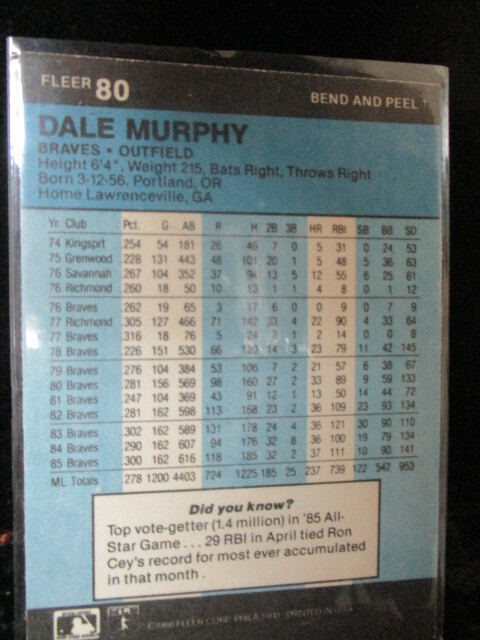 FLEER 80
BEND AND PEEL
DALE MURPHY
BRAVES • OUTFIELD
Height 6'4", Weight 215, Bats Right, Throws Right
Born 3-12-56, Portland, OR
Home Lawrenceville, GA
Yr. Club Pct. G AB R H 2B 3B HR RBI SB BB SO
74 Kingsprt .254 54 181 28 46 7 0 5 31 0 24 53
75 Grenwood .228 131 443 48 101 20 1 5 48 5 36 63
76 Savannah .267 104 352 37 94 13 5 12 55 6 25 61
76 Richmond .260 18 50 10 13 1 1 4 8 0 1 12
76 Braves .262 19 65 3 17 6 0 0 9 0 7 9
77 Richmond .305 127 466 71 142 33 4 22 90 4 33 64
77 Braves .316 18 76 5 24 8 1 2 14 0 0 8
78 Braves .226 151 530 66 120 14 3 23 79 11 42 145
79 Braves .276 104 384 53 106 7 2 21 57 6 38 67
80 Braves .281 156 569 98 160 27 2 33 89 9 59 133
81 Braves .247 104 369 43 91 12 1 13 50 14 44 72
82 Braves .281 162 598 113 168 23 2 36 109 23 93 134
83 Braves .302 162 589 131 178 24 4 36 121 30 90 110
84 Braves .290 162 607 94 176 32 8 36 100 19 79 134
85 Braves .300 162 616 118 185 32 2 37 111 10 90 141
ML Totals .278 1200 4403 724 1225 185 25 237 739 122 542 953
Did you know?
Top vote-getter (1.4 million) in '85 All-
Star Game . . . 29 RBI in April tied Ron
Cey's record for most ever accumulated
in that month.
©1986 FLEER CORP. PHILA. PRINTED IN U.S.A.